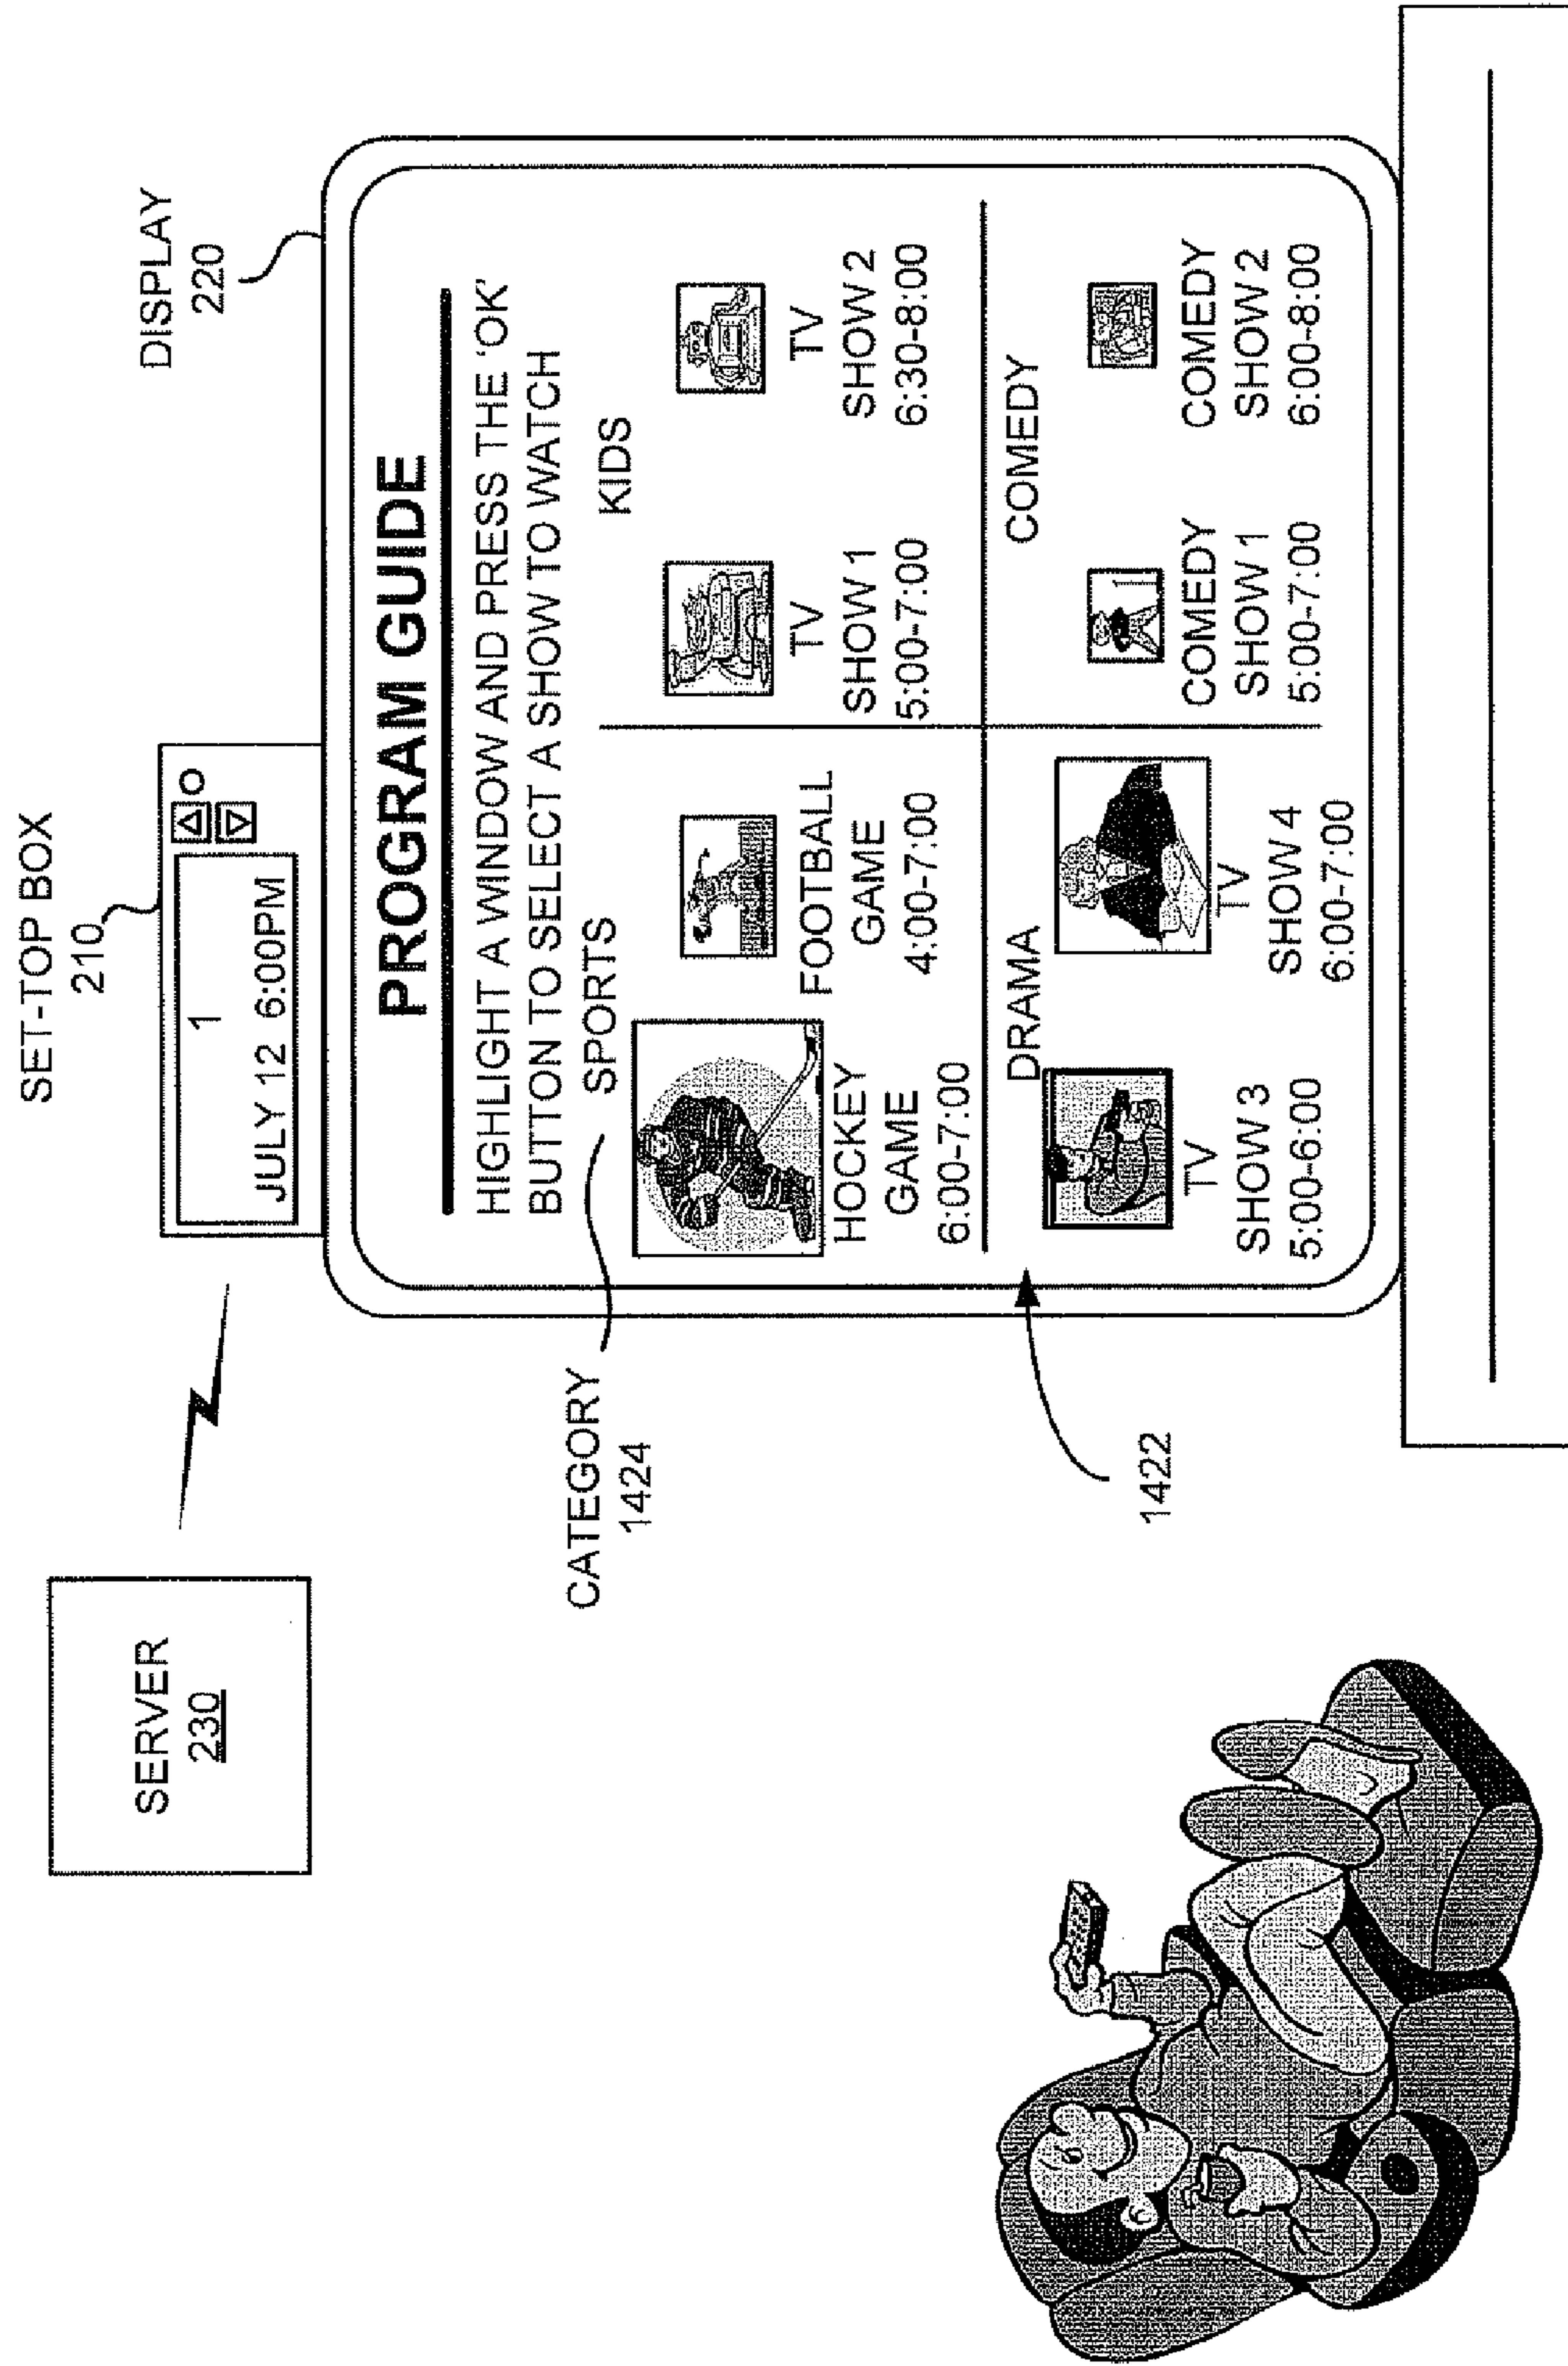 SET-TOP BOX
210
DISPLAY
220
SERVER
230
1
JULY 12 6:00PM
PROGRAM GUIDE
HIGHLIGHT A WINDOW AND PRESS THE 'OK'
BUTTON TO SELECT A SHOW TO WATCH
CATEGORY
1424
SPORTS
HOCKEY
GAME
6:00-7:00
FOOTBALL
GAME
4:00-7:00
KIDS
TV
SHOW 1
5:00-7:00
TV
SHOW 2
6:30-8:00
1422
DRAMA
TV
SHOW 3
5:00-6:00
TV
SHOW 4
6:00-7:00
COMEDY
COMEDY
SHOW 1
5:00-7:00
COMEDY
SHOW 2
6:00-8:00